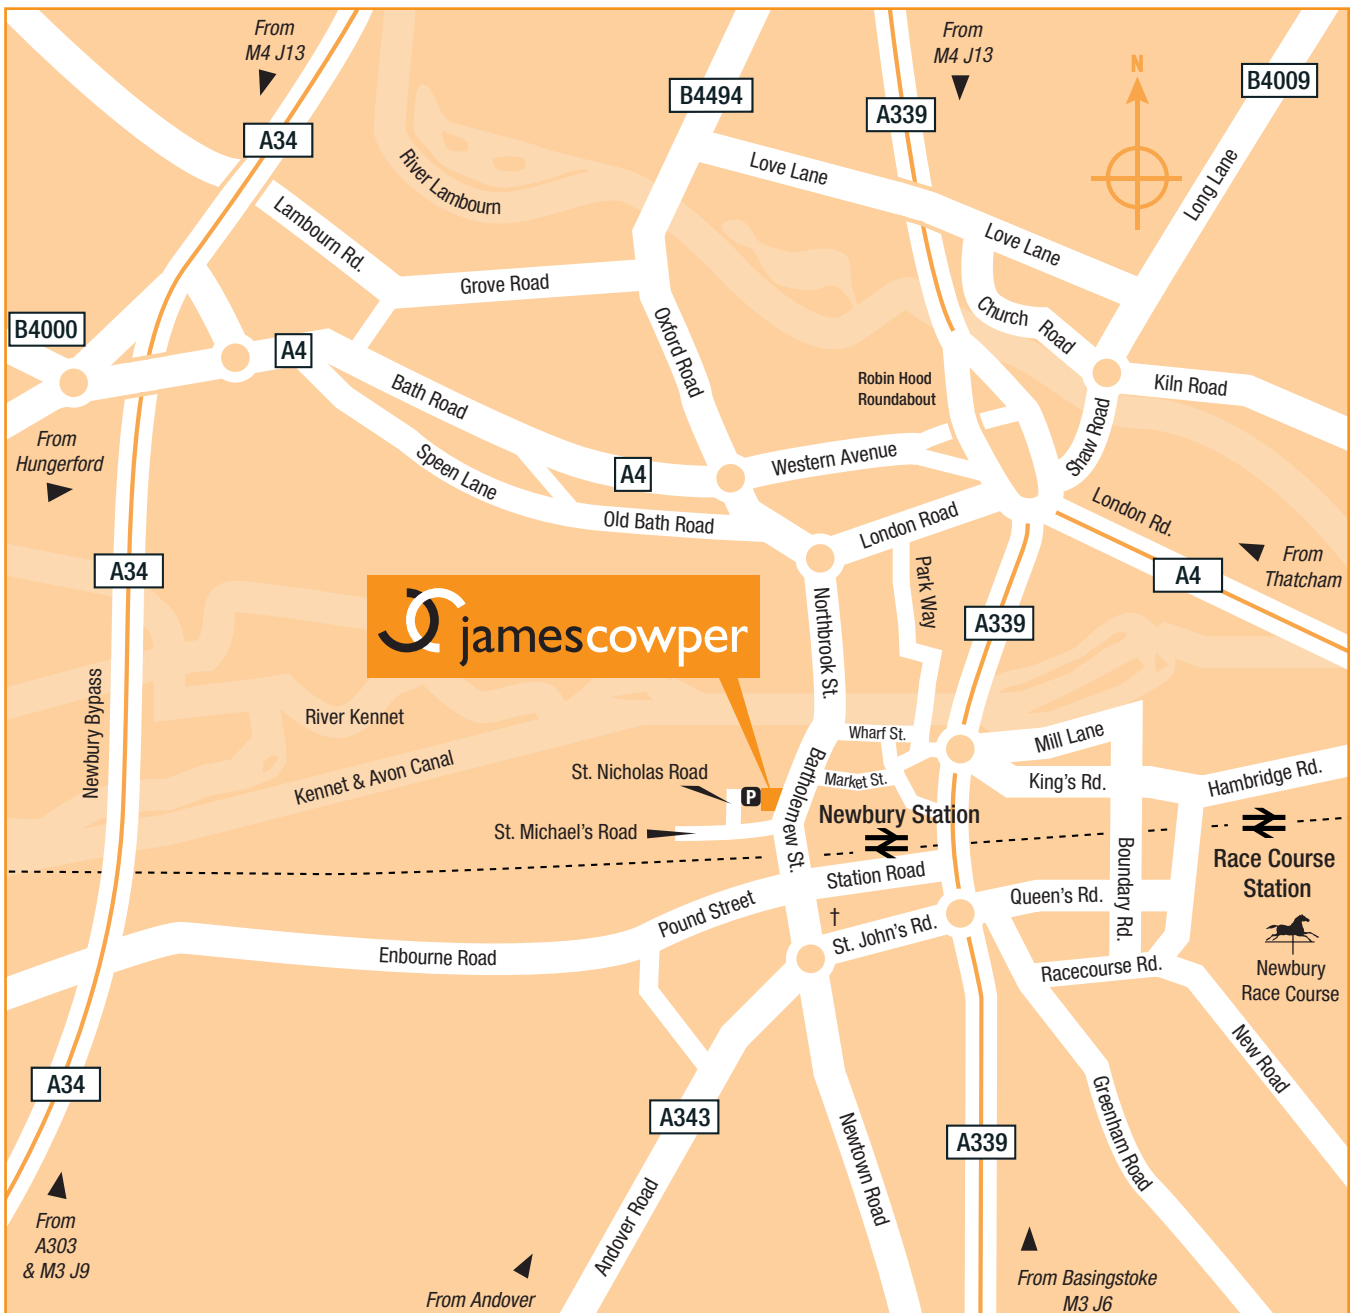 From
M4 J13
From
M4 J13
B4494
B4009
A339
N
A34
Love Lane
River Lambourn
Long Lane
Lambourn Rd.
Love Lane
Grove Road
B4000
A4
Oxford Road
Church Road
Bath Road
Robin Hood
Roundabout
Kiln Road
From
Hungerford
Speen Lane
A4
Western Avenue
Shaw Road
Old Bath Road
London Road
London Rd.
From
Thatcham
A34
A4
Park Way
jamescowper
Northbrook St.
A339
Newbury Bypass
River Kennet
Wharf St.
Mill Lane
Kennet & Avon Canal
St. Nicholas Road
P
Bartholemew St.
Market St.
King's Rd.
Hambridge Rd.
St. Michael's Road
Newbury Station
Race Course
Station
Boundary Rd.
Station Road
Pound Street
Queen's Rd.
†
St. John's Rd.
Enbourne Road
Racecourse Rd.
Newbury
Race Course
New Road
A34
A343
Greenham Road
Newtown Road
A339
Andover Road
From
A303
& M3 J9
From Andover
From Basingstoke
M3 J6